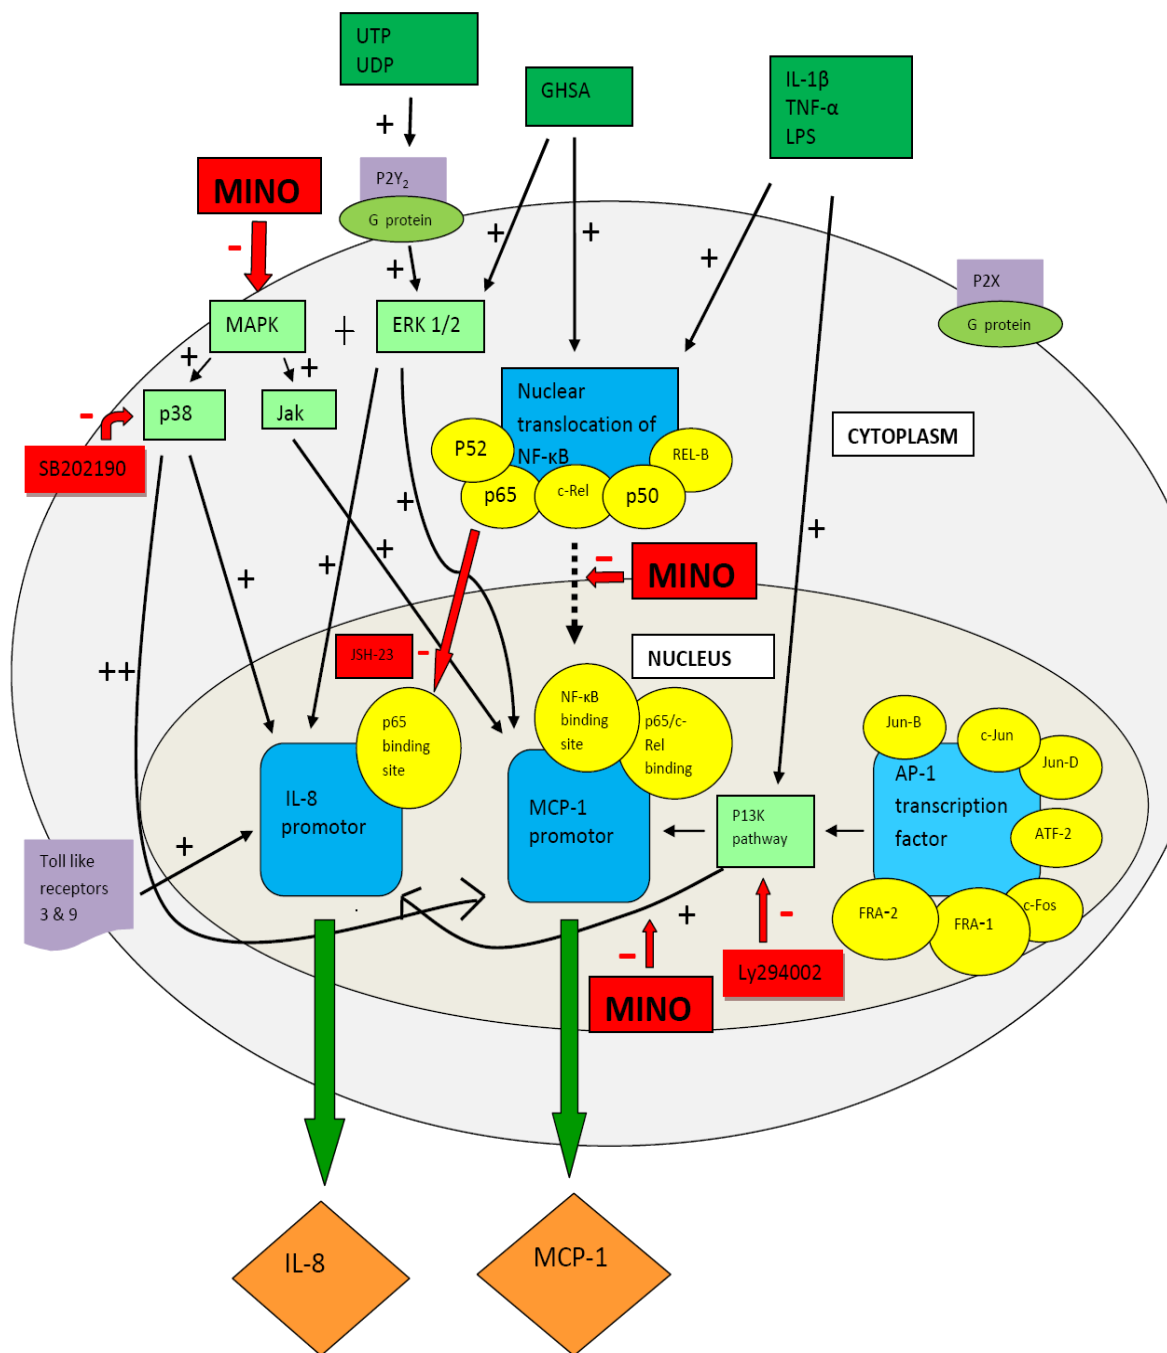 UTP
UDP
GHSA
IL-1β
TNF-α
LPS
+
MINO
P2Y2
G protein
-
+
+
+
+
P2X
G protein
MAPK
+
ERK 1/2
+
+
p38
Jak
-
SB202190
Nuclear
translocation of
NF-κB
P52
REL-B
p65
c-Rel
p50
CYTOPLASM
+
+
+
+
+
-
MINO
++
JSH-23
-
NUCLEUS
p65
binding
site
NF-κB
binding
site
p65/c-
Rel
binding
Jun-B
c-Jun
Jun-D
AP-1
transcription
factor
ATF-2
IL-8
promotor
MCP-1
promotor
P13K
pathway
+
Toll like
receptors
3 & 9
FRA-2
FRA-1
c-Fos
+
-
-
Ly294002
MINO
IL-8
MCP-1